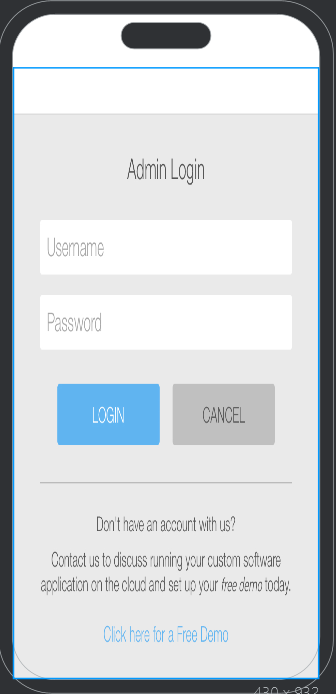 Admin Login
Username
Password
LOGIN
CANCEL
Don't have an account with us?
Contact us to discuss running your custom software
application on the cloud and set up your free demo today.
Click here for a Free Demo
430 x 932